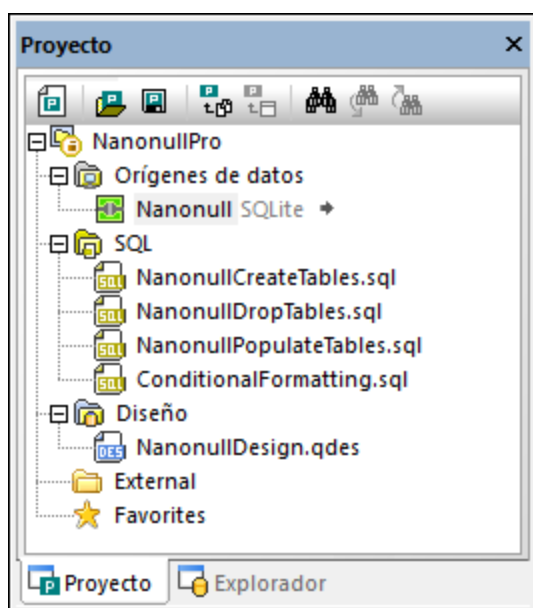 Proyecto
NanonullPro
Orígenes de datos
Nanonull SQLite
SQL
NanonullCreateTables.sql
NanonullDropTables.sql
NanonullPopulateTables.sql
ConditionalFormatting.sql
Diseño
NanonullDesign.qdes
External
Favorites
Proyecto Explorador